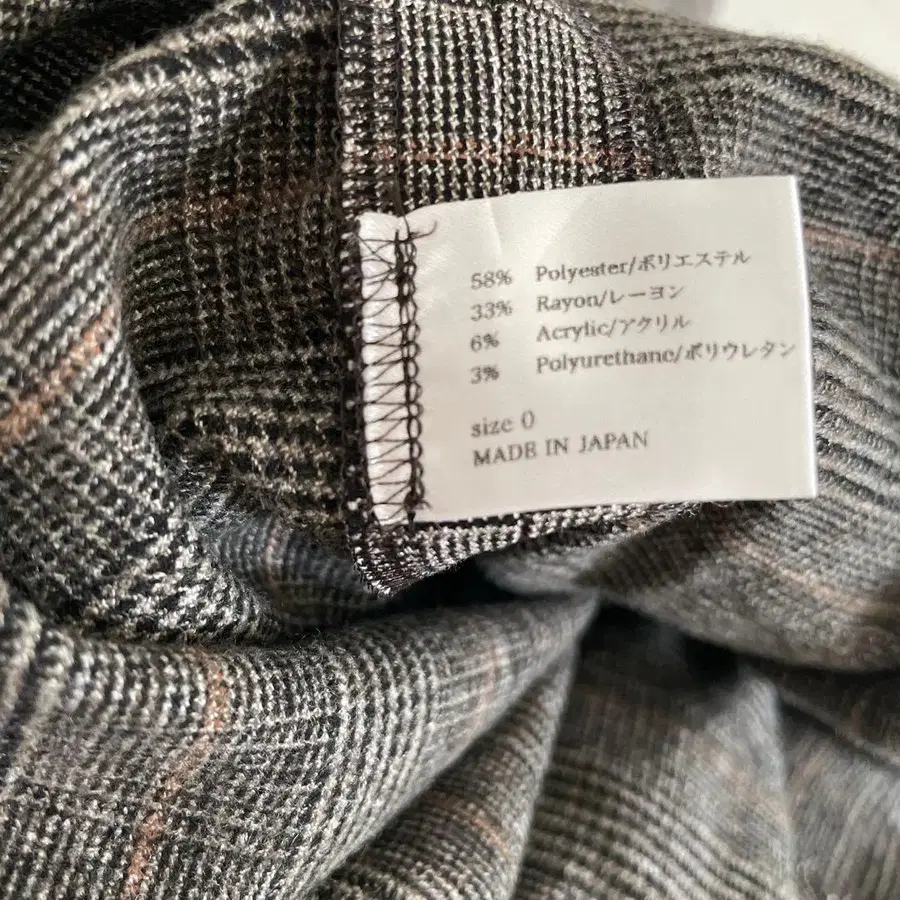 58% Polyester/ポリエステル
33% Rayon/レーヨン
6% Acrylic/アクリル
3% Polyurethane/ポリウレタン
size 0
MADE IN JAPAN